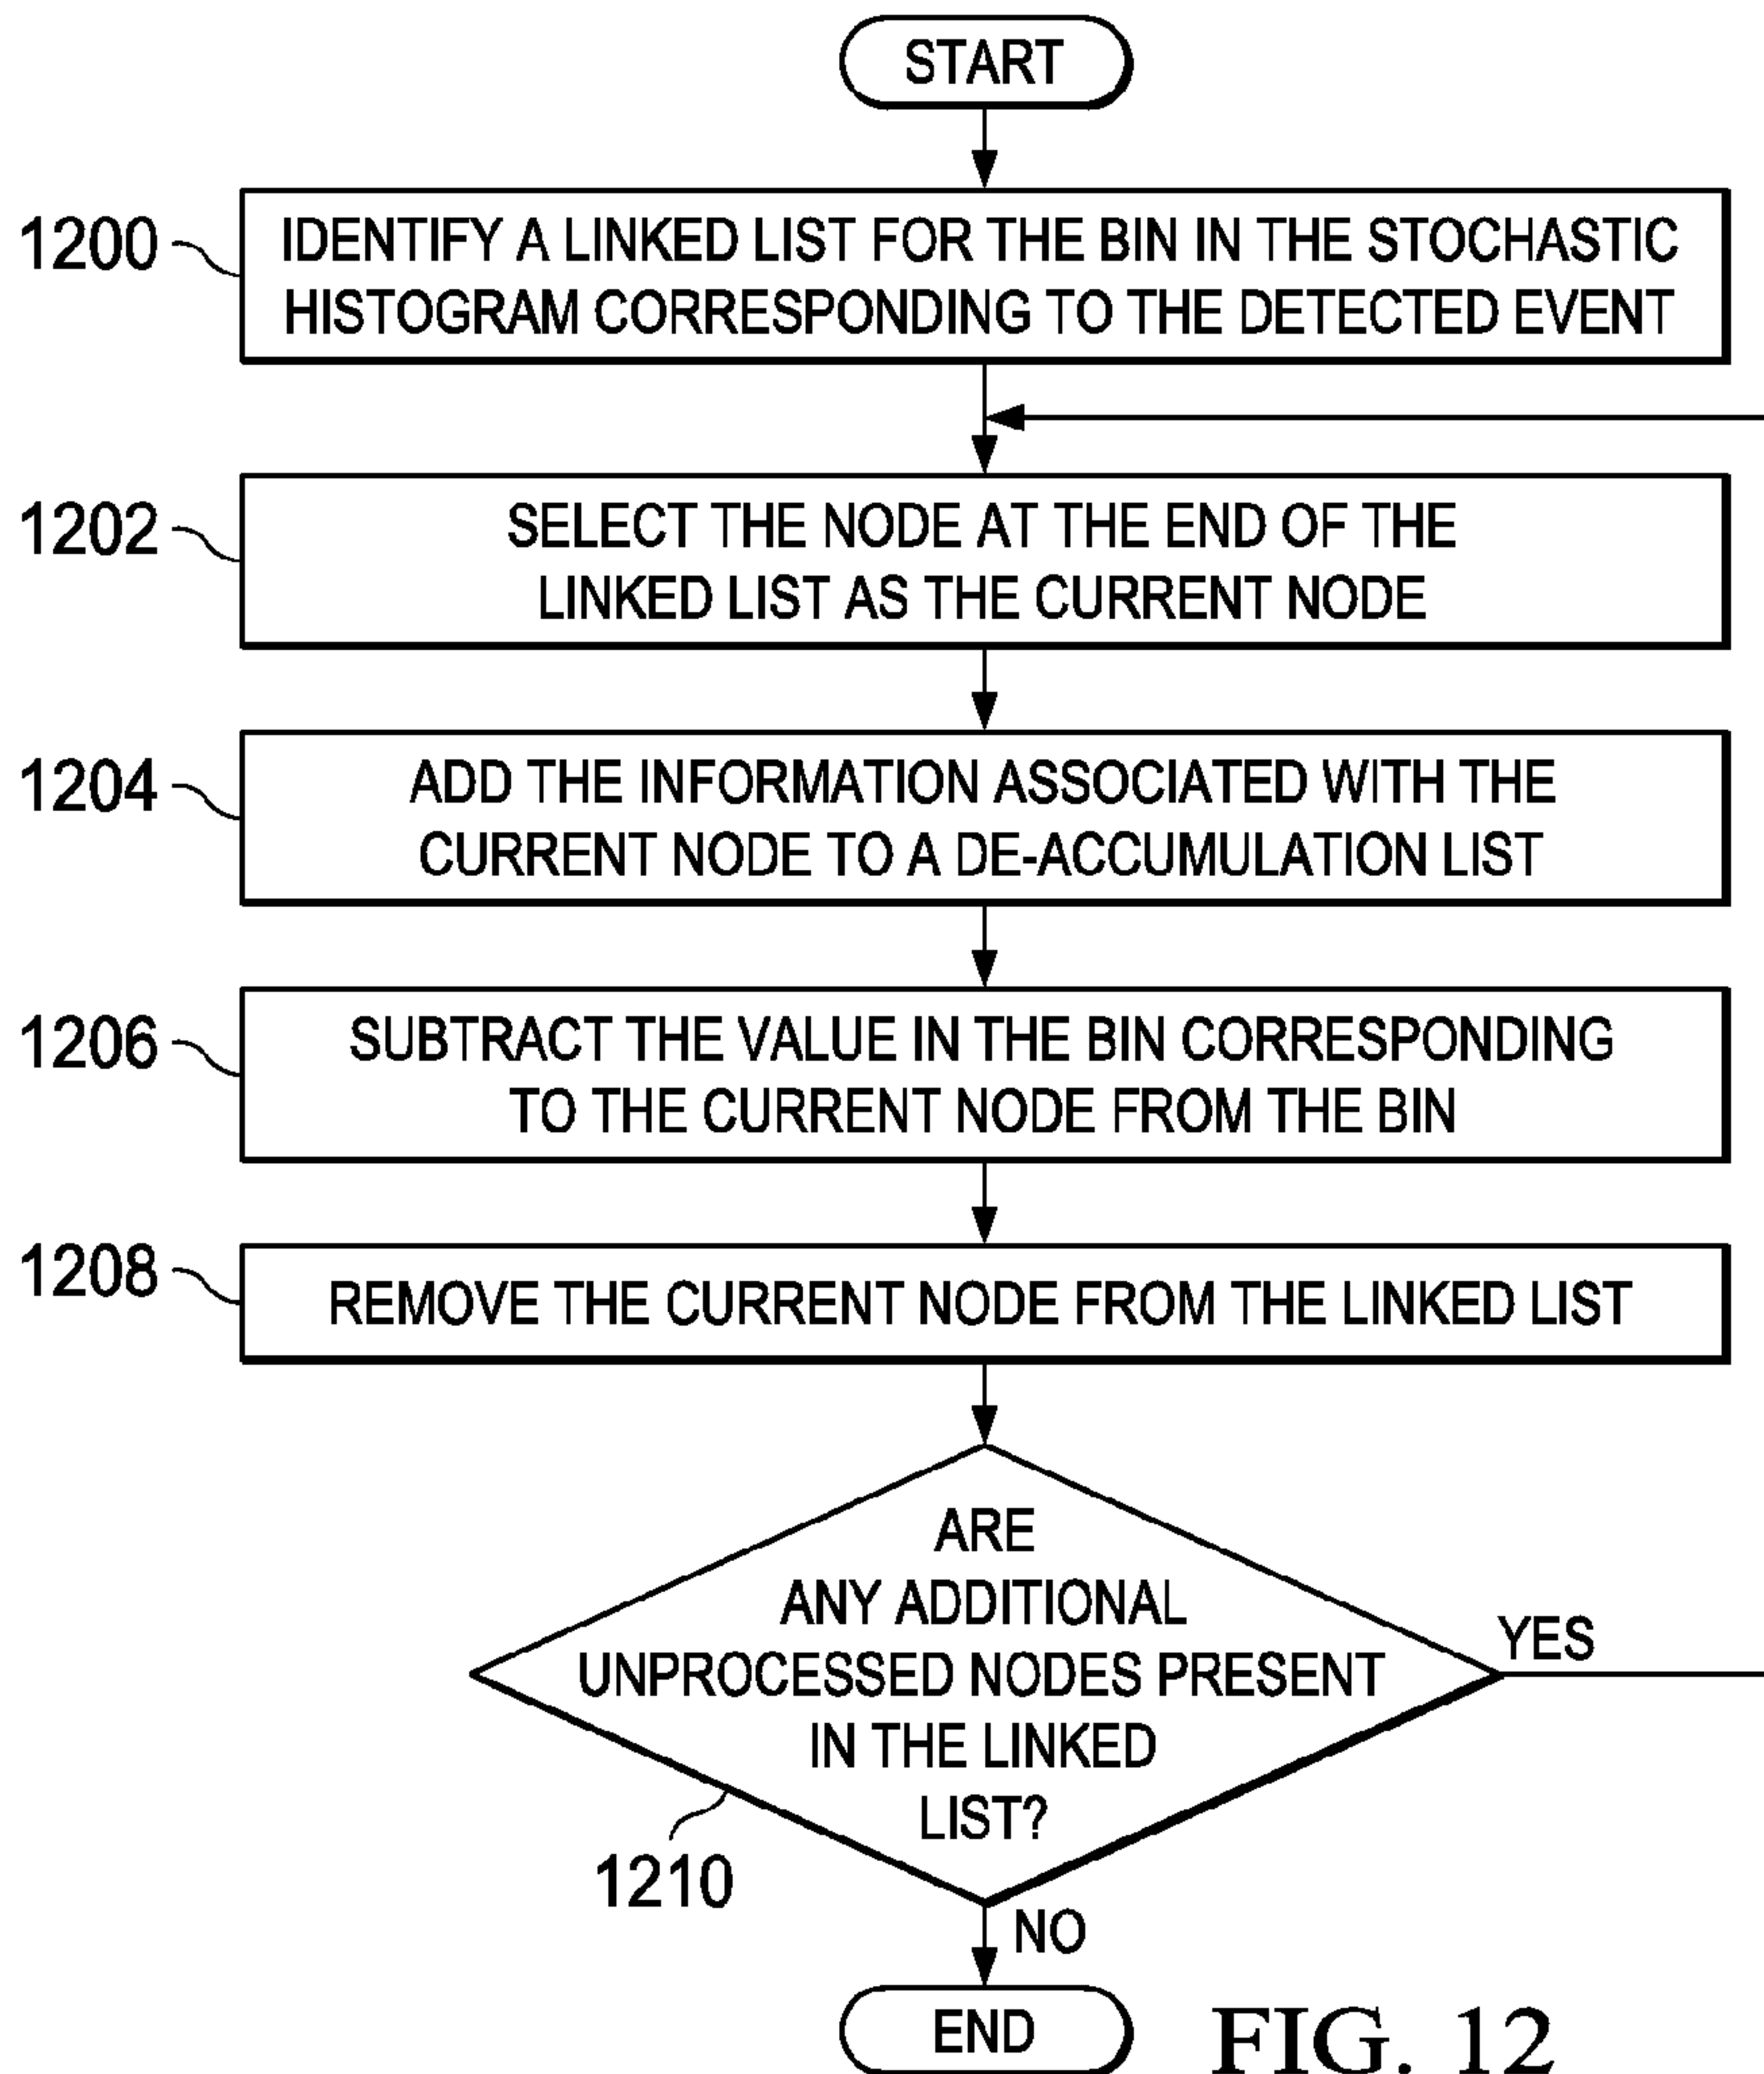 START
1200
IDENTIFY A LINKED LIST FOR THE BIN IN THE STOCHASTIC
HISTOGRAM CORRESPONDING TO THE DETECTED EVENT
1202
SELECT THE NODE AT THE END OF THE
LINKED LIST AS THE CURRENT NODE
1204
ADD THE INFORMATION ASSOCIATED WITH THE
CURRENT NODE TO A DE-ACCUMULATION LIST
1206
SUBTRACT THE VALUE IN THE BIN CORRESPONDING
TO THE CURRENT NODE FROM THE BIN
1208
REMOVE THE CURRENT NODE FROM THE LINKED LIST
ARE
ANY ADDITIONAL
UNPROCESSED NODES PRESENT
IN THE LINKED
LIST?
YES
1210
NO
END
FIG. 12